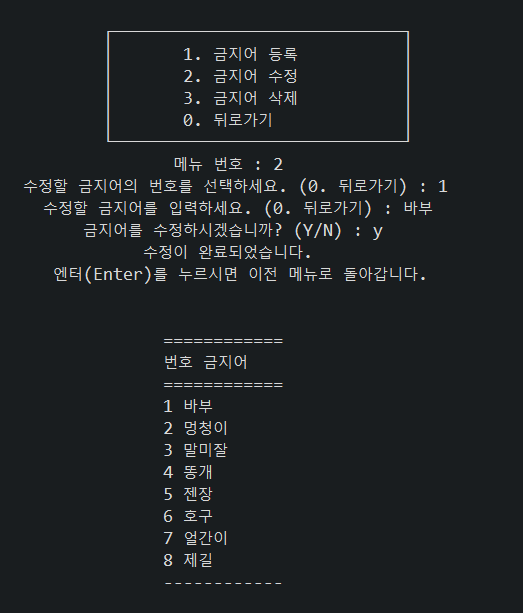 1. 금지어 등록
2. 금지어 수정
3. 금지어 삭제
0. 뒤로가기
메뉴 번호 : 2
수정할 금지어의 번호를 선택하세요. (0. 뒤로가기) : 1
수정할 금지어를 입력하세요. (0. 뒤로가기) : 바부
금지어를 수정하시겠습니까? (Y/N) : y
수정이 완료되었습니다.
엔터(Enter)를 누르시면 이전 메뉴로 돌아갑니다.
============
번호 금지어
============
1 바부
2 멍청이
3 말미잘
4 똥개
5 젠장
6 호구
7 얼간이
8 제길
------------